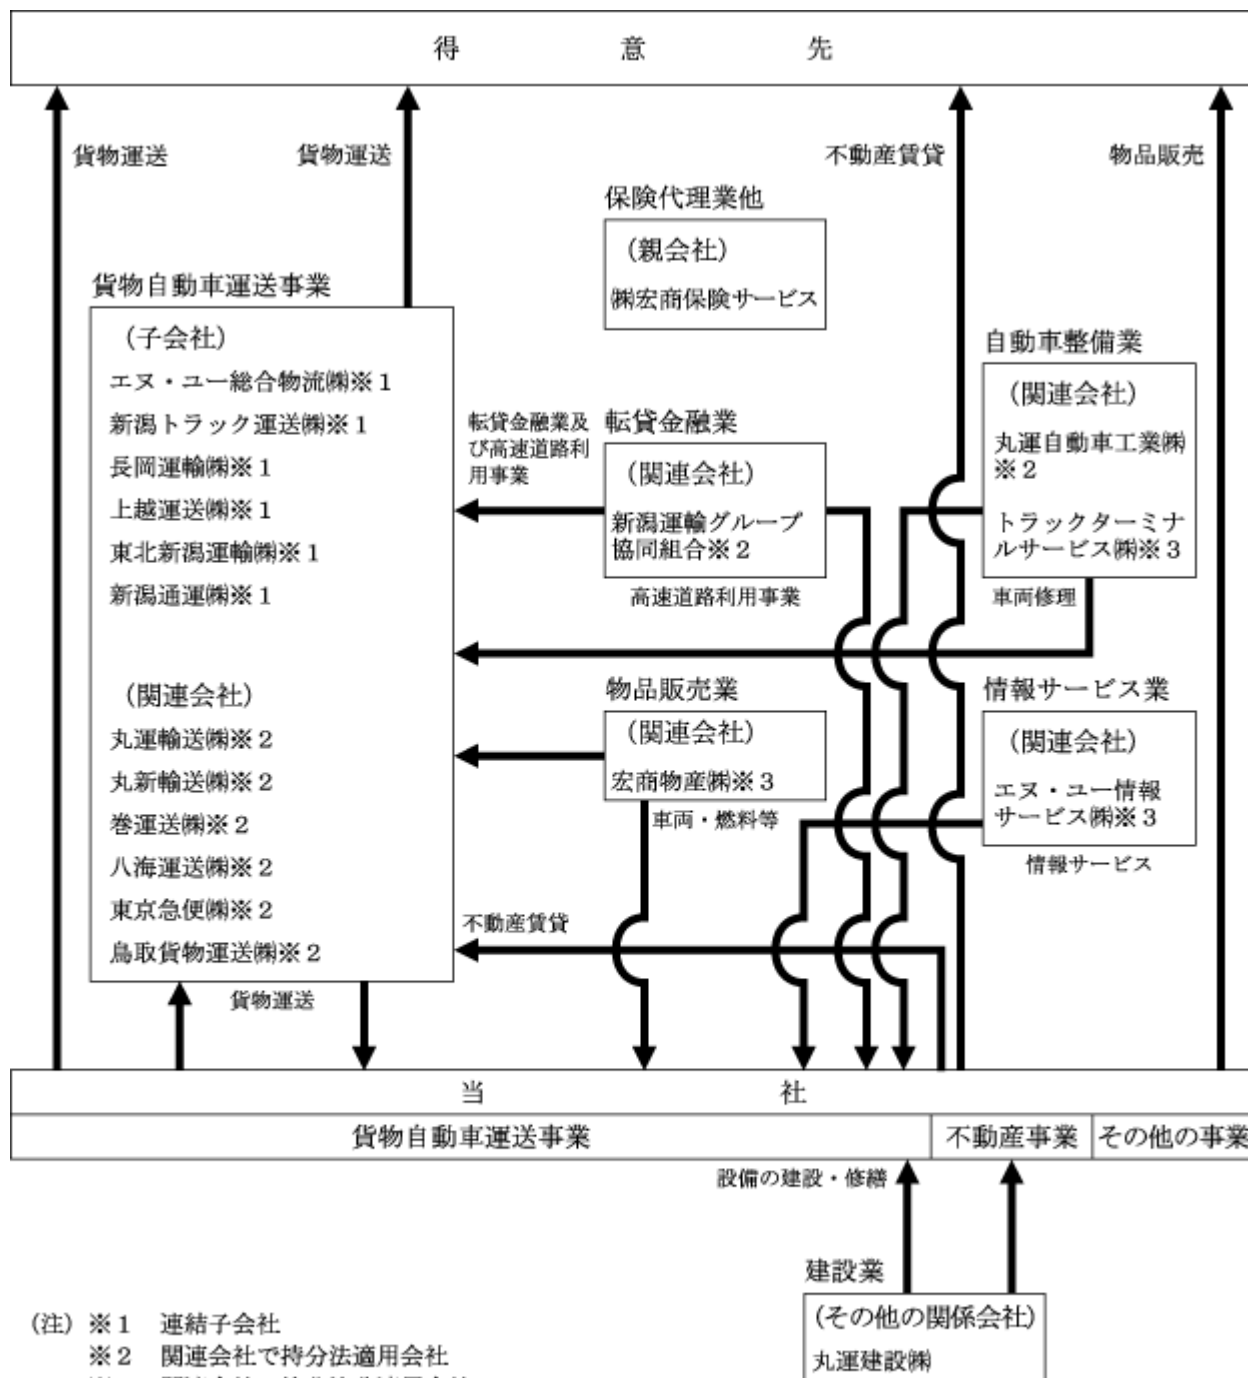 得意先
貨物運送
貨物運送
不動産賃貸
物品販売
保険代理業他
(親会社)
㈱宏商保険サービス
貨物自動車運送事業
(子会社)
エヌ・ユー総合物流㈱※1
新潟トラック運送㈱※1
長岡運輸㈱※1
上越運送㈱※1
東北新潟運輸㈱※1
新潟通運㈱※1
(関連会社)
丸運輸送㈱※2
丸新輸送㈱※2
巻運送㈱※2
八海運送㈱※2
東京急便㈱※2
鳥取貨物運送㈱※2
貨物運送
転貸金融業及
び高速道路利
用事業
転貸金融業
(関連会社)
新潟運輸グループ
協同組合※2
高速道路利用事業
自動車整備業
(関連会社)
丸運自動車工業㈱
※2
トラックターミナ
ルサービス㈱※3
車両修理
物品販売業
(関連会社)
宏商物産㈱※3
車両・燃料等
情報サービス業
(関連会社)
エヌ・ユー情報
サービス㈱※3
情報サービス
不動産賃貸
当社
貨物自動車運送事業
不動産事業
その他の事業
設備の建設・修繕
建設業
(その他の関係会社)
丸運建設㈱
(注)※1 連結子会社
※2 関連会社で持分法適用会社